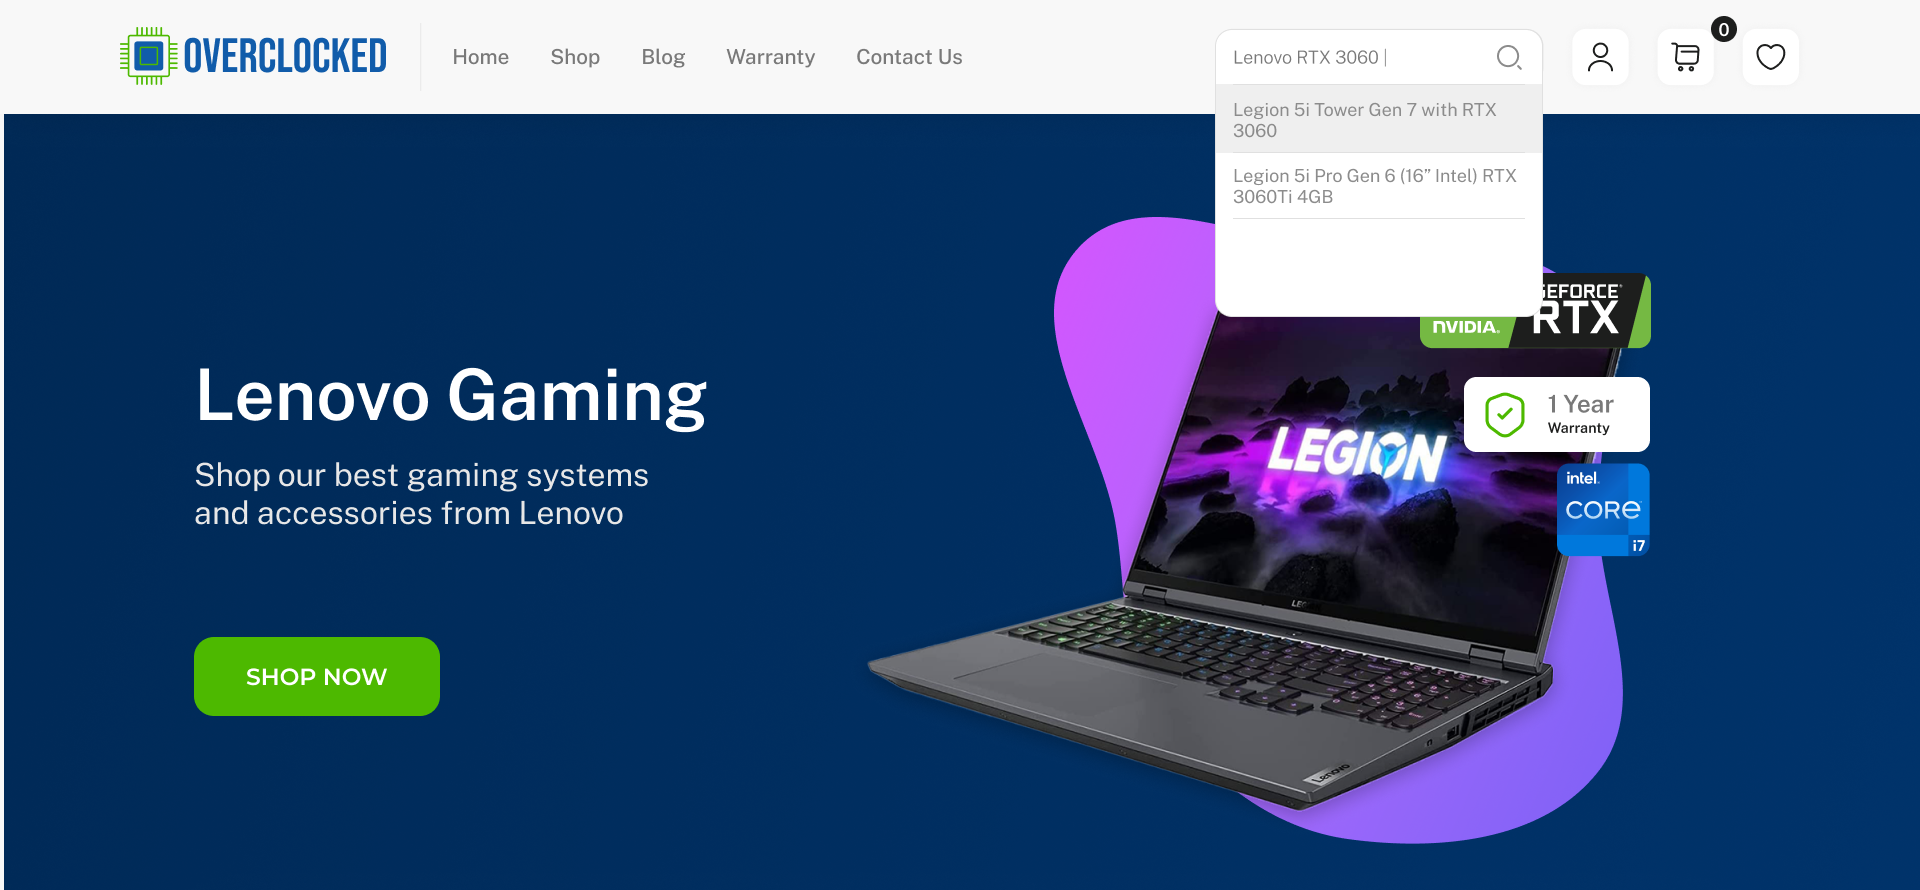 OVERCLOCKED
Home
Shop
Blog
Warranty
Contact Us
Lenovo RTX 3060 |
0
Legion 5i Tower Gen 7 with RTX
3060
Legion 5i Pro Gen 6 (16” Intel) RTX
3060Ti 4GB
EFORCE
NVIDIA.
RTX
1 Year
Warranty
LEGION
intel.
CORE
i7
Lenovo Gaming
Shop our best gaming systems
and accessories from Lenovo
SHOP NOW
Lenovo